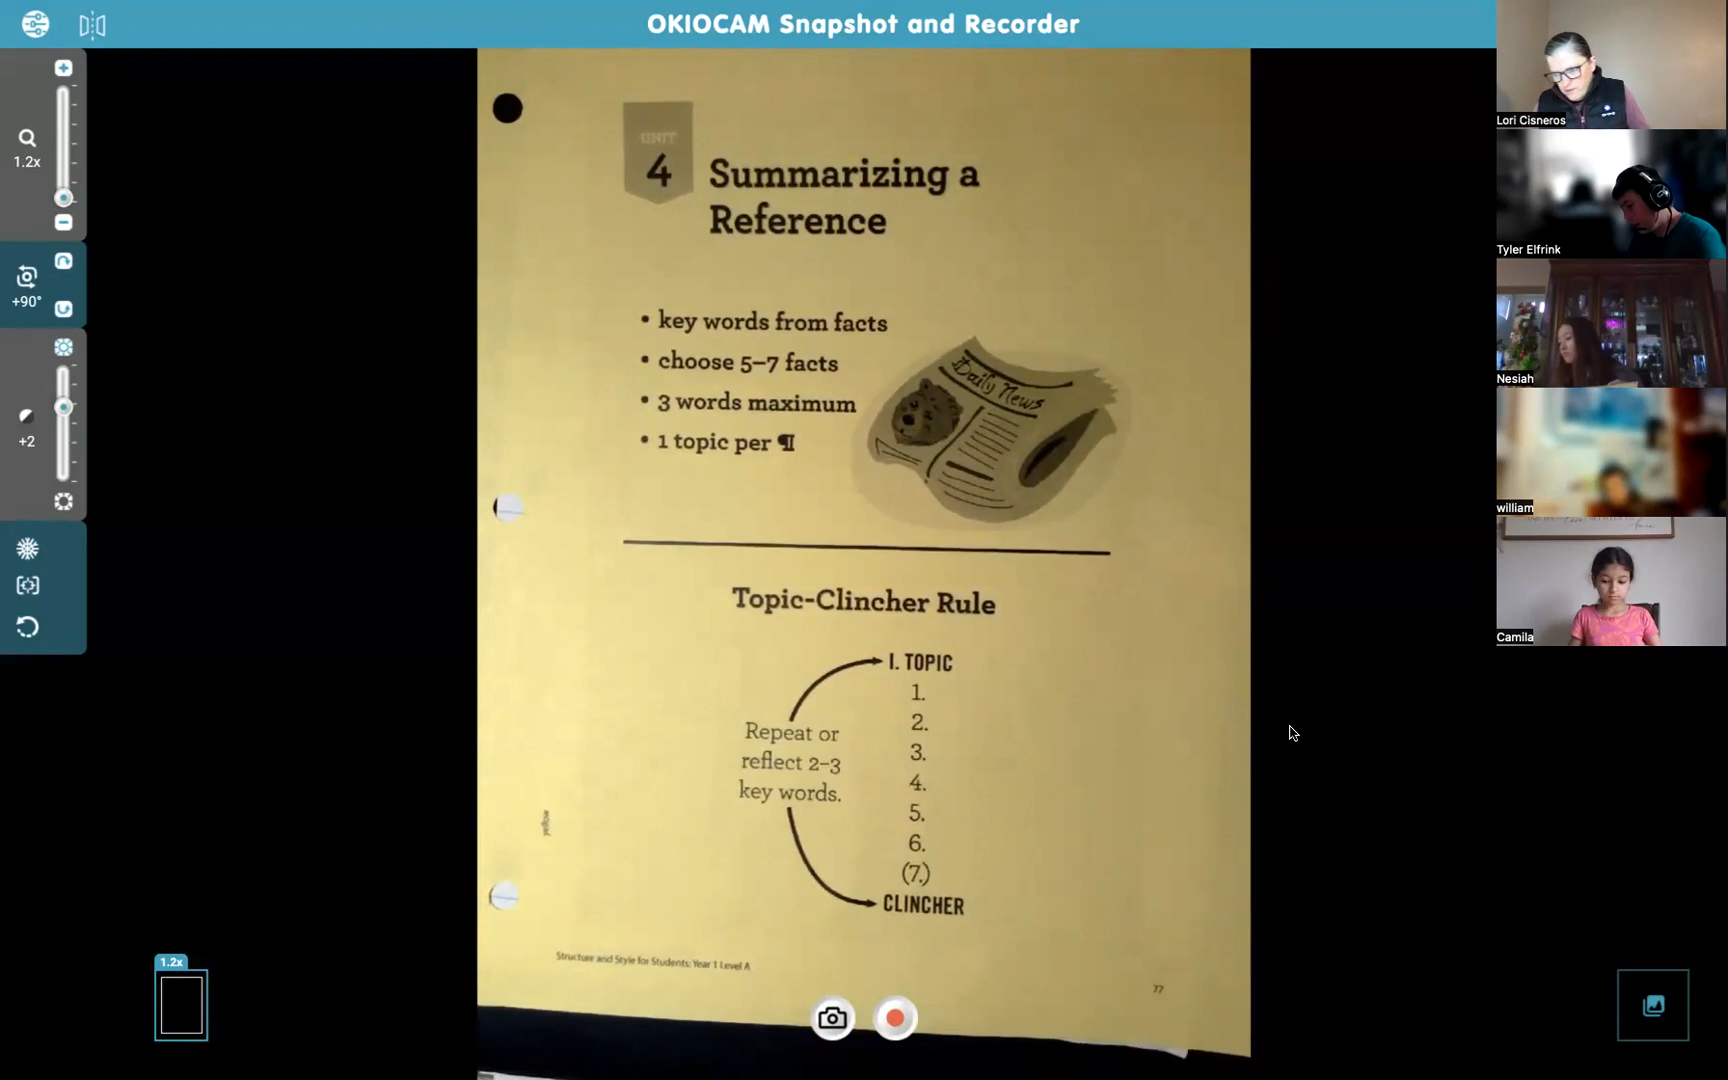 OKIOCAM Snapshot and Recorder
1.2x
+90°
+2
UNIT
4
Summarizing a
Reference
• key words from facts
• choose 5–7 facts
• 3 words maximum
• 1 topic per ¶
Daily News
Topic-Clincher Rule
I. TOPIC
1.
2.
3.
4.
5.
6.
(7.)
CLINCHER
Repeat or
reflect 2–3
key words.
yellow
Structure and Style for Students: Year 1 Level A
77
1.2x
Lori Cisneros
Tyler Elfrink
Nesiah
william
Camila